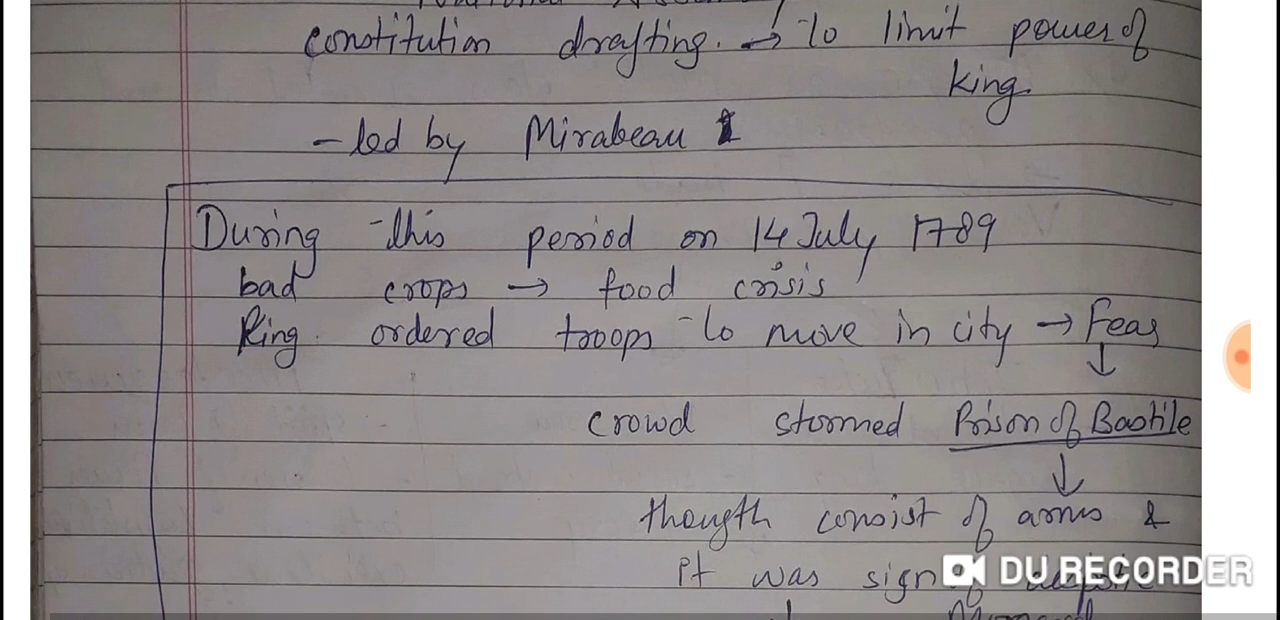 constitution drafting. → to limit power of
king.
- led by Mirabeau &
During this period on 14 July 1789
bad crops → food crisis
King ordered troops to move in city → Fear
↓
crowd stormed Prison of Bastile
↓
thougth consist of arms &
it was sign of
DU RECORDER